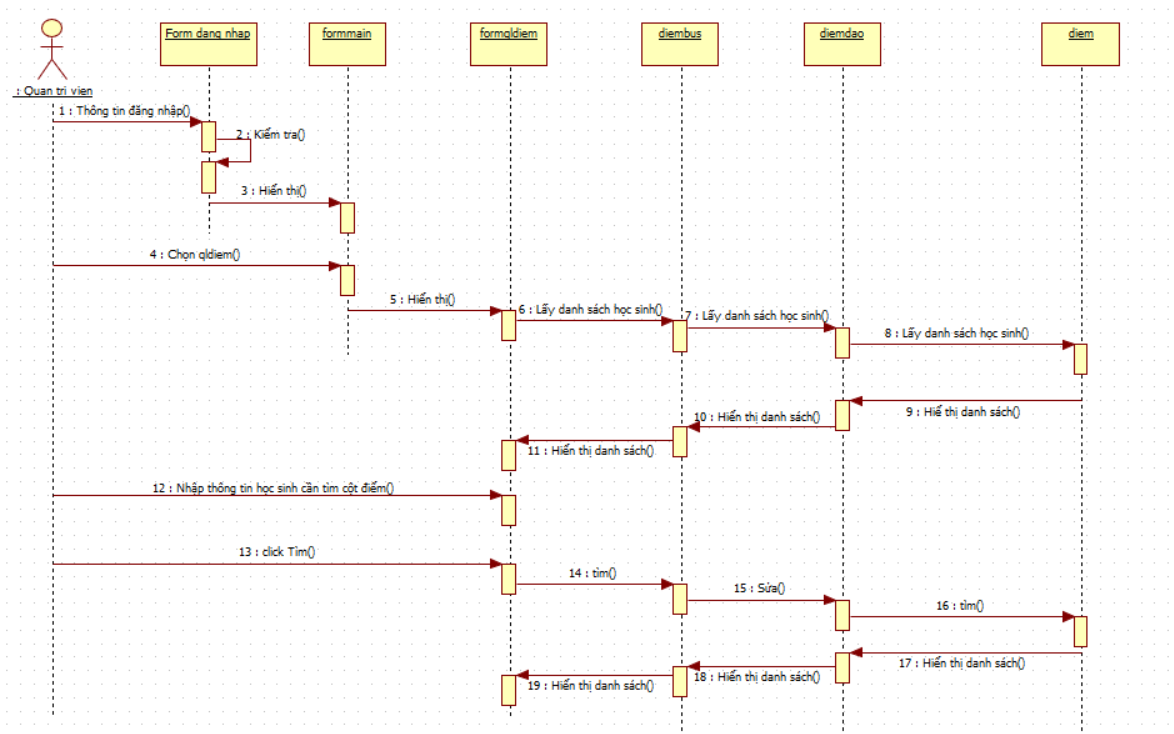 Form dang nhap
formmain
formqldiem
diembus
diemdao
diem
: Quan tri vien
1 : Thông tin đăng nhập()
2 : Kiểm tra()
3 : Hiển thị()
4 : Chọn qldiem()
5 : Hiển thị()
6 : Lấy danh sách học sinh()
7 : Lấy danh sách học sinh()
8 : Lấy danh sách học sinh()
9 : Hiể thị danh sách()
10 : Hiển thị danh sách()
11 : Hiển thị danh sách()
12 : Nhập thông tin học sinh cần tìm cột điểm()
13 : click Tìm()
14 : tìm()
15 : Sửa()
16 : tìm()
17 : Hiển thị danh sách()
18 : Hiển thị danh sách()
19 : Hiển thị danh sách()